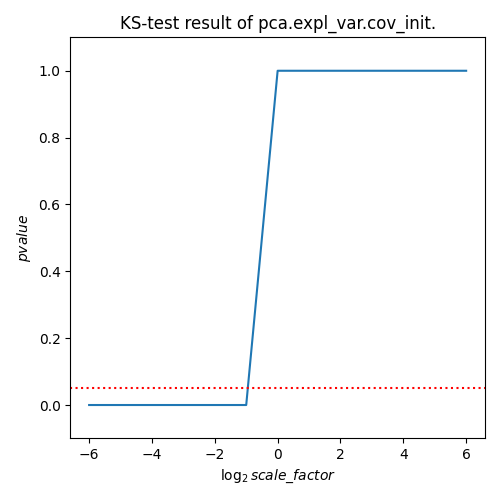 KS-test result of pca.expl_var.cov_init.
1.0
0.8
0.6
0.4
0.2
0.0
pvalue
−6 −4 −2 0 2 4 6
log₂ scale_factor